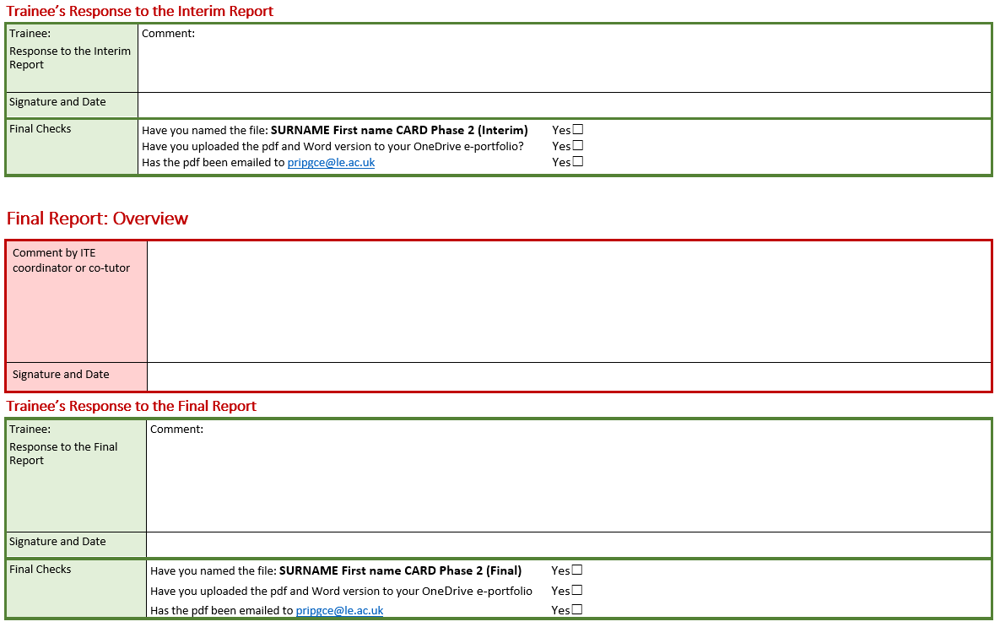 Trainee's Response to the Interim Report
Trainee:
Response to the Interim
Report
Comment:
Signature and Date
Final Checks
Have you named the file: SURNAME First name CARD Phase 2 (Interim) Yes☐
Have you uploaded the pdf and Word version to your OneDrive e-portfolio? Yes☐
Has the pdf been emailed to pripgce@le.ac.uk Yes☐
Final Report: Overview
Comment by ITE
coordinator or co-tutor
Signature and Date
Trainee's Response to the Final Report
Trainee:
Response to the Final
Report
Comment:
Signature and Date
Final Checks
Have you named the file: SURNAME First name CARD Phase 2 (Final) Yes☐
Have you uploaded the pdf and Word version to your OneDrive e-portfolio Yes☐
Has the pdf been emailed to pripgce@le.ac.uk Yes☐